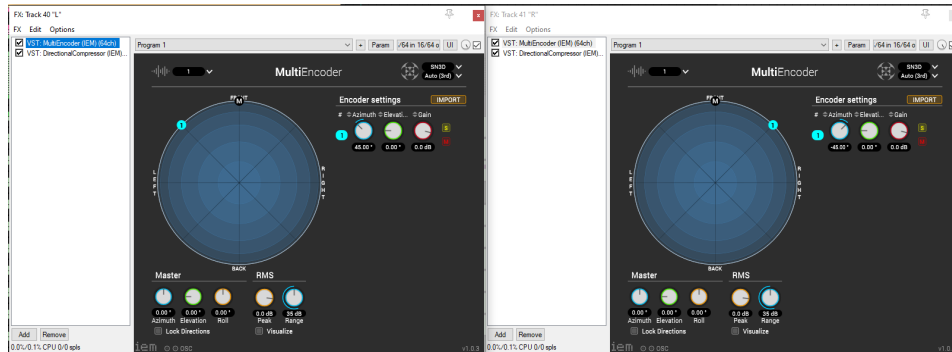 FX: Track 40 "L"
FX Edit Options
VST: MultiEncoder (IEM) (64ch)
VST: DirectionalCompressor (IEM)...
Add Remove
0.0%/0.1% CPU 0/0 spls
Program 1
+ Param /64 in 16/64 o UI
1
MultiEncoder
SN3D
Auto (3rd)
FRONT
M
1
LEFT
RIGHT
BACK
Encoder settings IMPORT
# Azimuth Elevati... Gain
1 S
M
45.00° 0.00° 0.0 dB
Master
0.00° 0.00° 0.00°
Azimuth Elevation Roll
Lock Directions
RMS
0.0 dB 35 dB
Peak Range
Visualize
iem OSC v1.0.3
FX: Track 41 "R"
FX Edit Options
VST: MultiEncoder (IEM) (64ch)
VST: DirectionalCompressor (IEM)...
Add Remove
0.0%/0.1% CPU 0/0 spls
Program 1
+ Param /64 in 16/64 o UI
1
MultiEncoder
SN3D
Auto (3rd)
FRONT
M
1
LEFT
RIGHT
BACK
Encoder settings IMPORT
# Azimuth Elevati... Gain
1 S
M
-45.00° 0.00° 0.0 dB
Master
0.00° 0.00° 0.00°
Azimuth Elevation Roll
Lock Directions
RMS
0.0 dB 35 dB
Peak Range
Visualize
iem OSC